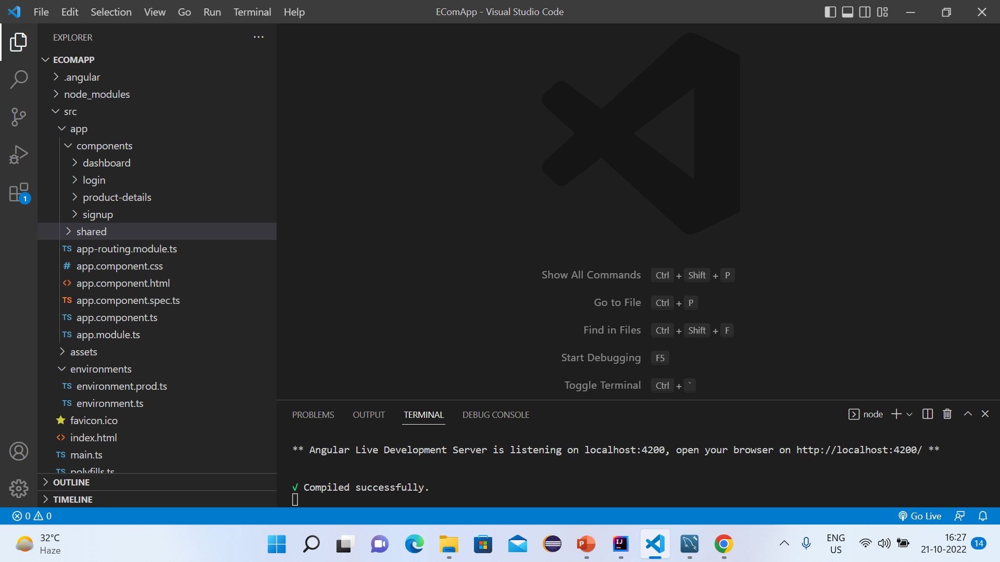 File Edit Selection View Go Run Terminal Help
EComApp - Visual Studio Code
EXPLORER
ECOMAPP
.angular
node_modules
src
app
components
dashboard
login
product-details
signup
shared
TS app-routing.module.ts
# app.component.css
<> app.component.html
TS app.component.spec.ts
TS app.component.ts
TS app.module.ts
assets
environments
TS environment.prod.ts
TS environment.ts
favicon.ico
<> index.html
TS main.ts
TS polyfills.ts
OUTLINE
TIMELINE
1
Show All Commands Ctrl + Shift + P
Go to File Ctrl + P
Find in Files Ctrl + Shift + F
Start Debugging F5
Toggle Terminal Ctrl + `
PROBLEMS OUTPUT TERMINAL DEBUG CONSOLE
node
** Angular Live Development Server is listening on localhost:4200, open your browser on http://localhost:4200/ **
√ Compiled successfully.
0 0
Go Live
32°C
Haze
P
IJ
ENG
US
16:27
21-10-2022
14